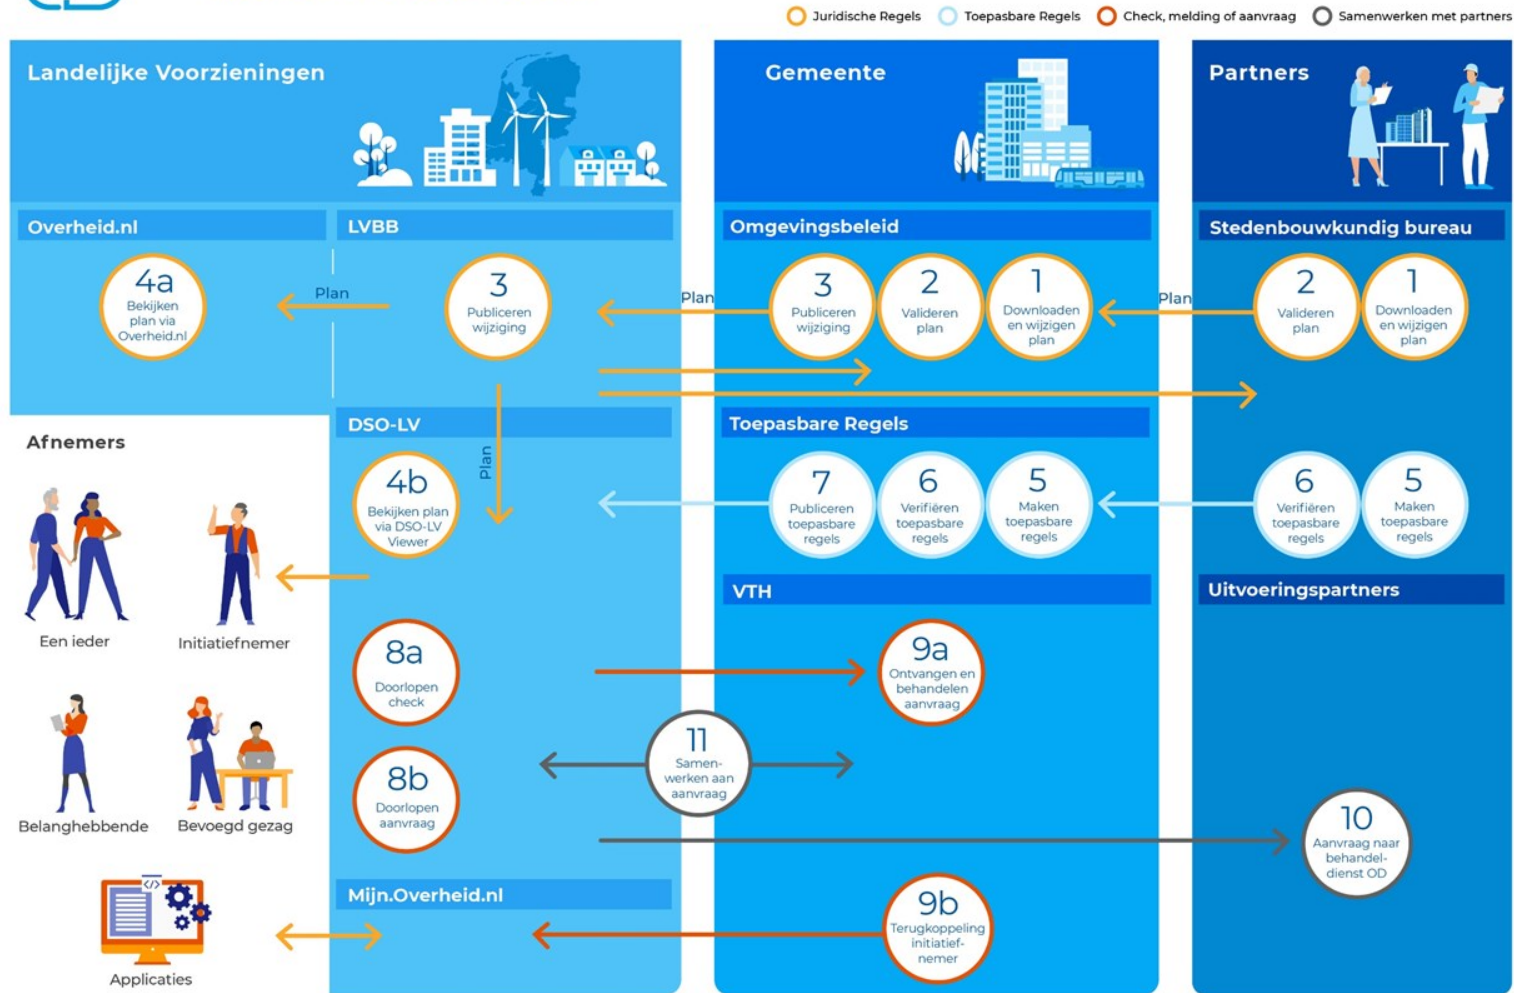 Juridische Regels
Toepasbare Regels
Check, melding of aanvraag
Samenwerken met partners
Landelijke Voorzieningen
Gemeente
Partners
Overheid.nl
LVBB
Omgevingsbeleid
Stedenbouwkundig bureau
4a
Bekijken
plan via
Overheid.nl
Plan
3
Publiceren
wijziging
Plan
3
Publiceren
wijziging
2
Valideren
plan
1
Downloaden
en wijzigen
plan
Plan
2
Valideren
plan
1
Downloaden
en wijzigen
plan
Afnemers
DSO-LV
Toepasbare Regels
Plan
4b
Bekijken plan
via DSO-LV
Viewer
7
Publiceren
toepasbare
regels
6
Verifiëren
toepasbare
regels
5
Maken
toepasbare
regels
6
Verifiëren
toepasbare
regels
5
Maken
toepasbare
regels
VTH
Uitvoeringspartners
Een ieder
Initiatiefnemer
8a
Doorlopen
check
9a
Ontvangen en
behandelen
aanvraag
11
Samen-
werken aan
aanvraag
8b
Doorlopen
aanvraag
Belanghebbende
Bevoegd gezag
10
Aanvraag naar
behandel-
dienst OD
Mijn.Overheid.nl
9b
Terugkoppeling
initiatief-
nemer
</>
Applicaties